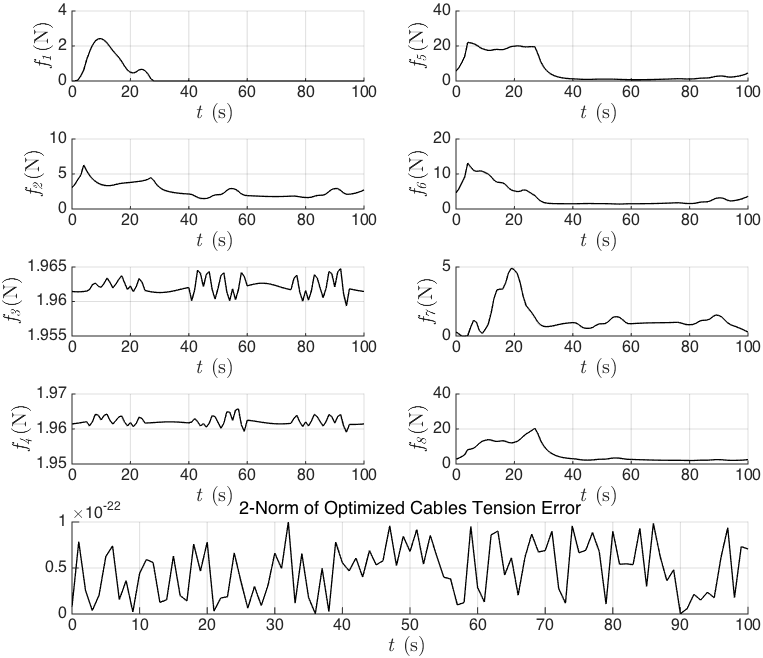 4
2
0
f1(N)
0 20 40 60 80 100
t (s)
40
20
0
f5(N)
0 20 40 60 80 100
t (s)
10
5
0
f2(N)
0 20 40 60 80 100
t (s)
20
10
0
f6(N)
0 20 40 60 80 100
t (s)
1.965
1.96
1.955
f3(N)
0 20 40 60 80 100
t (s)
5
0
f7(N)
0 20 40 60 80 100
t (s)
1.97
1.96
1.95
f4(N)
0 20 40 60 80 100
t (s)
40
20
0
f8(N)
0 20 40 60 80 100
t (s)
×10-22
2-Norm of Optimized Cables Tension Error
1
0.5
0
0 10 20 30 40 50 60 70 80 90 100
t (s)